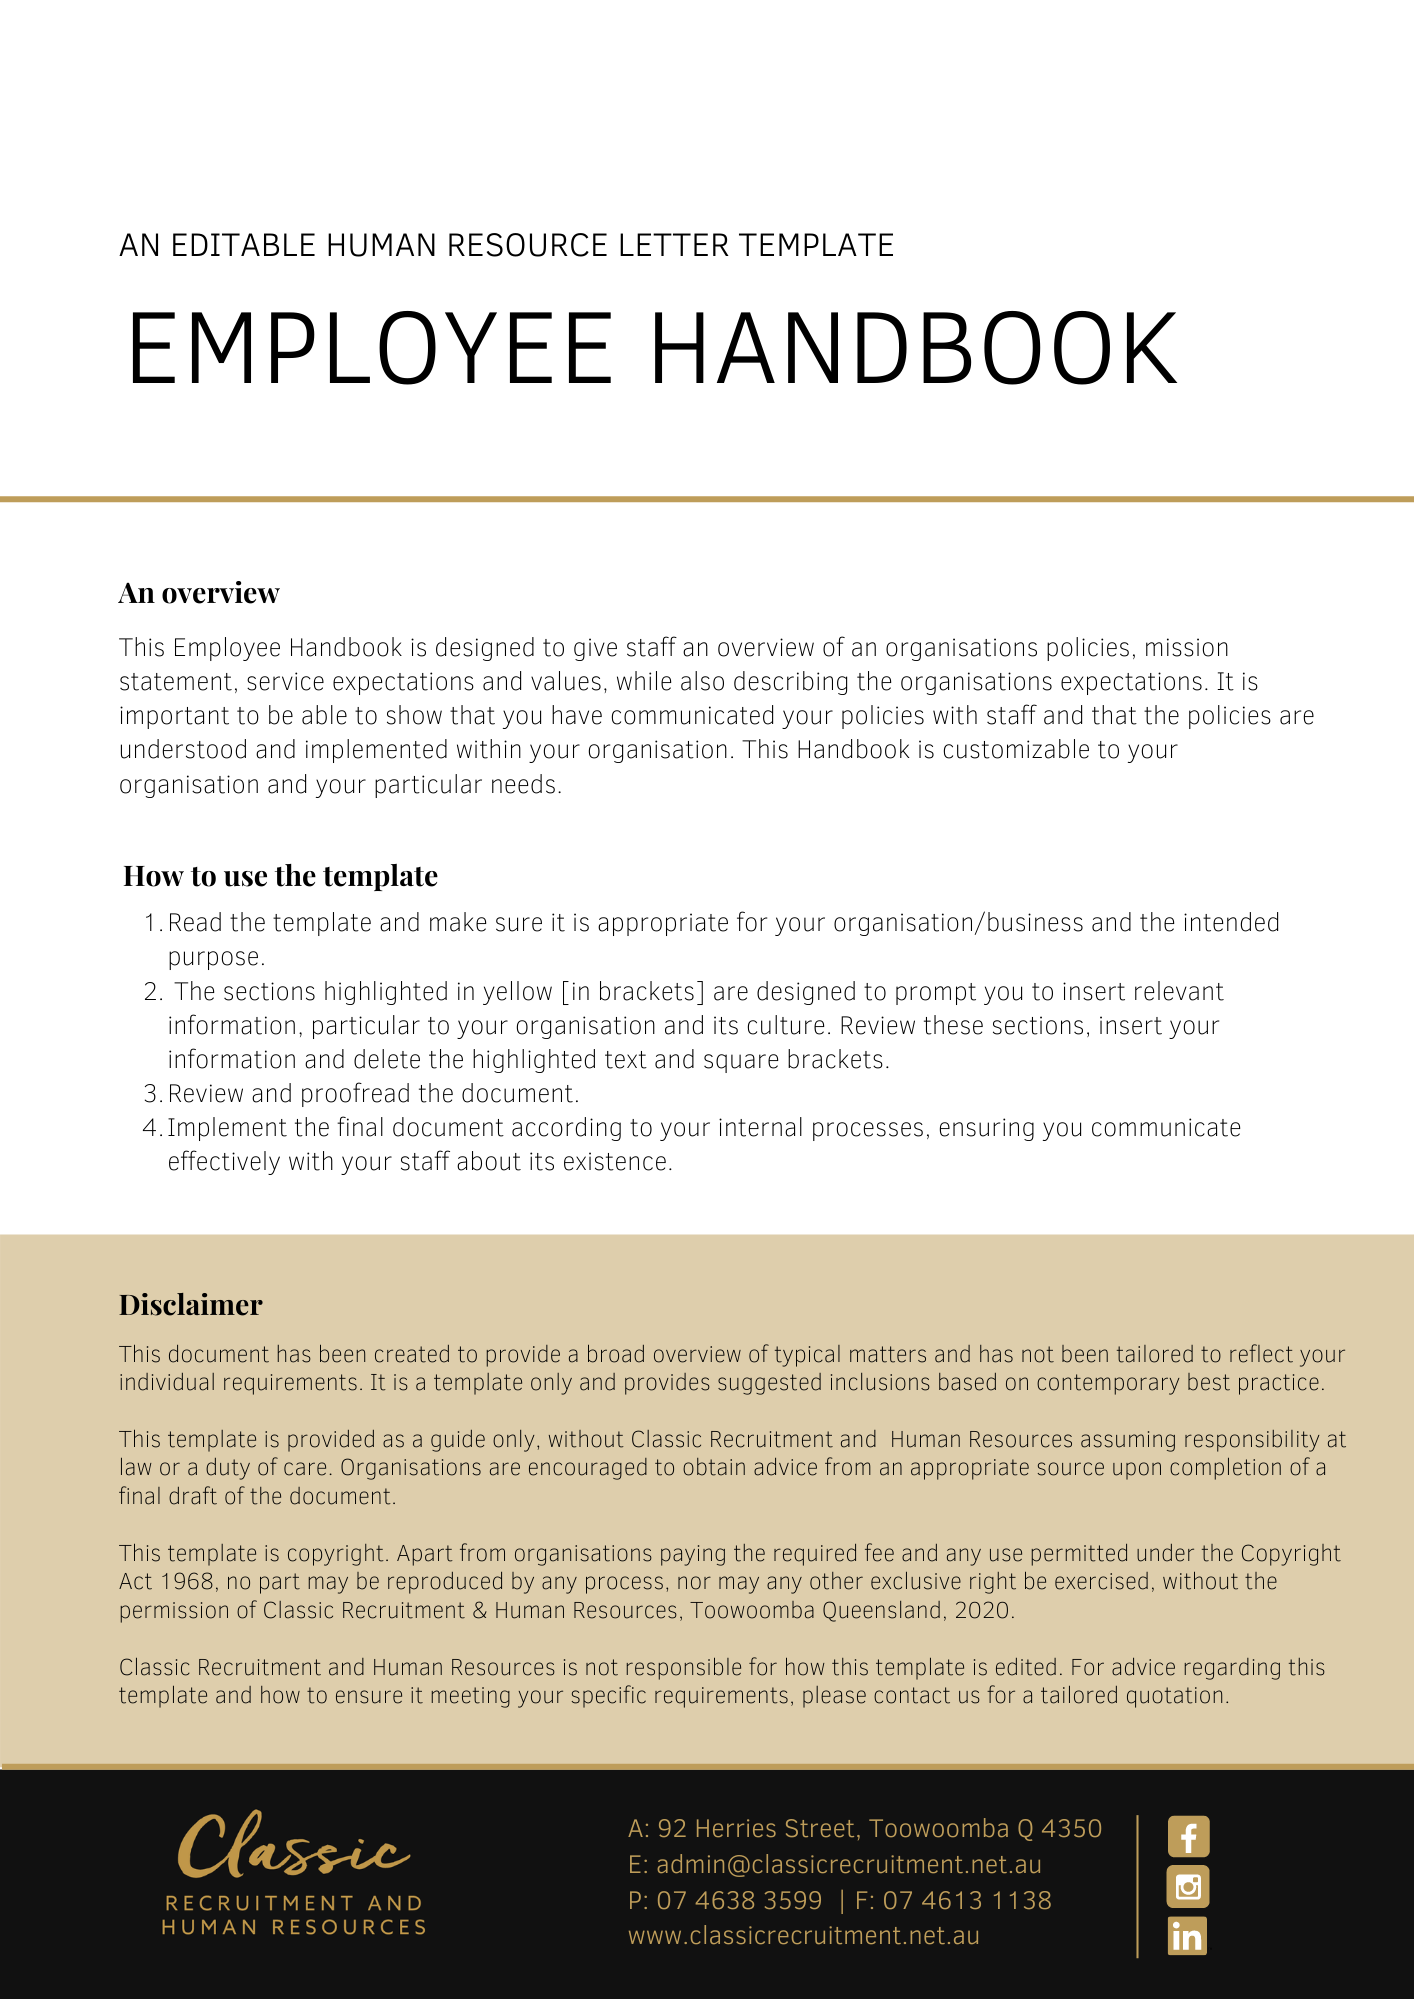 AN EDITABLE HUMAN RESOURCE LETTER TEMPLATE
EMPLOYEE HANDBOOK
An overview
This Employee Handbook is designed to give staff an overview of an organisations policies, mission
statement, service expectations and values, while also describing the organisations expectations. It is
important to be able to show that you have communicated your policies with staff and that the policies are
understood and implemented within your organisation. This Handbook is customizable to your
organisation and your particular needs.
How to use the template
1. Read the template and make sure it is appropriate for your organisation/business and the intended
purpose.
2. The sections highlighted in yellow [in brackets] are designed to prompt you to insert relevant
information, particular to your organisation and its culture. Review these sections, insert your
information and delete the highlighted text and square brackets.
3. Review and proofread the document.
4. Implement the final document according to your internal processes, ensuring you communicate
effectively with your staff about its existence.
Disclaimer
This document has been created to provide a broad overview of typical matters and has not been tailored to reflect your
individual requirements. It is a template only and provides suggested inclusions based on contemporary best practice.
This template is provided as a guide only, without Classic Recruitment and Human Resources assuming responsibility at
law or a duty of care. Organisations are encouraged to obtain advice from an appropriate source upon completion of a
final draft of the document.
This template is copyright. Apart from organisations paying the required fee and any use permitted under the Copyright
Act 1968, no part may be reproduced by any process, nor may any other exclusive right be exercised, without the
permission of Classic Recruitment & Human Resources, Toowoomba Queensland, 2020.
Classic Recruitment and Human Resources is not responsible for how this template is edited. For advice regarding this
template and how to ensure it meeting your specific requirements, please contact us for a tailored quotation.
Classic
RECRUITMENT AND
HUMAN RESOURCES
A: 92 Herries Street, Toowoomba Q 4350
E: admin@classicrecruitment.net.au
P: 07 4638 3599 | F: 07 4613 1138
www.classicrecruitment.net.au